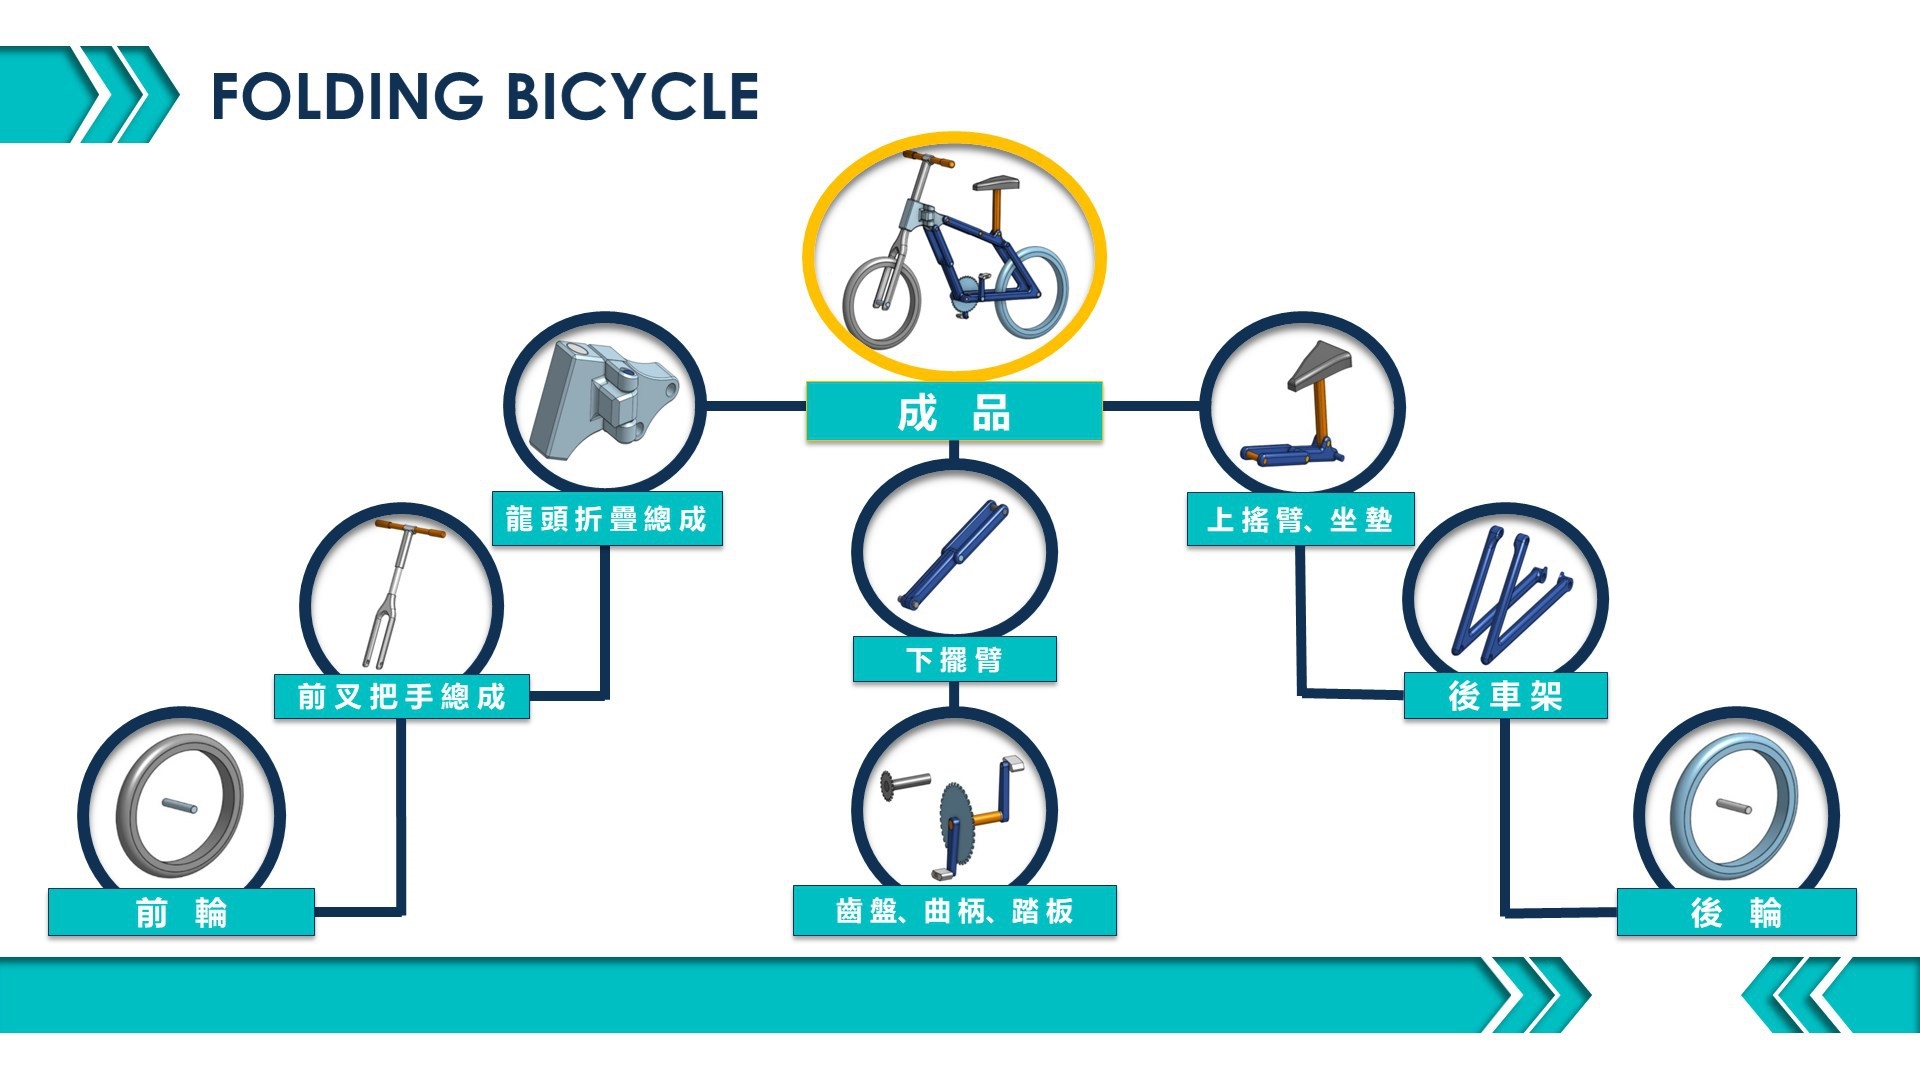 FOLDING BICYCLE
成品
龍頭折疊總成
上搖臂、坐墊
下擺臂
前叉把手總成
後車架
前輪
齒盤、曲柄、踏板
後輪